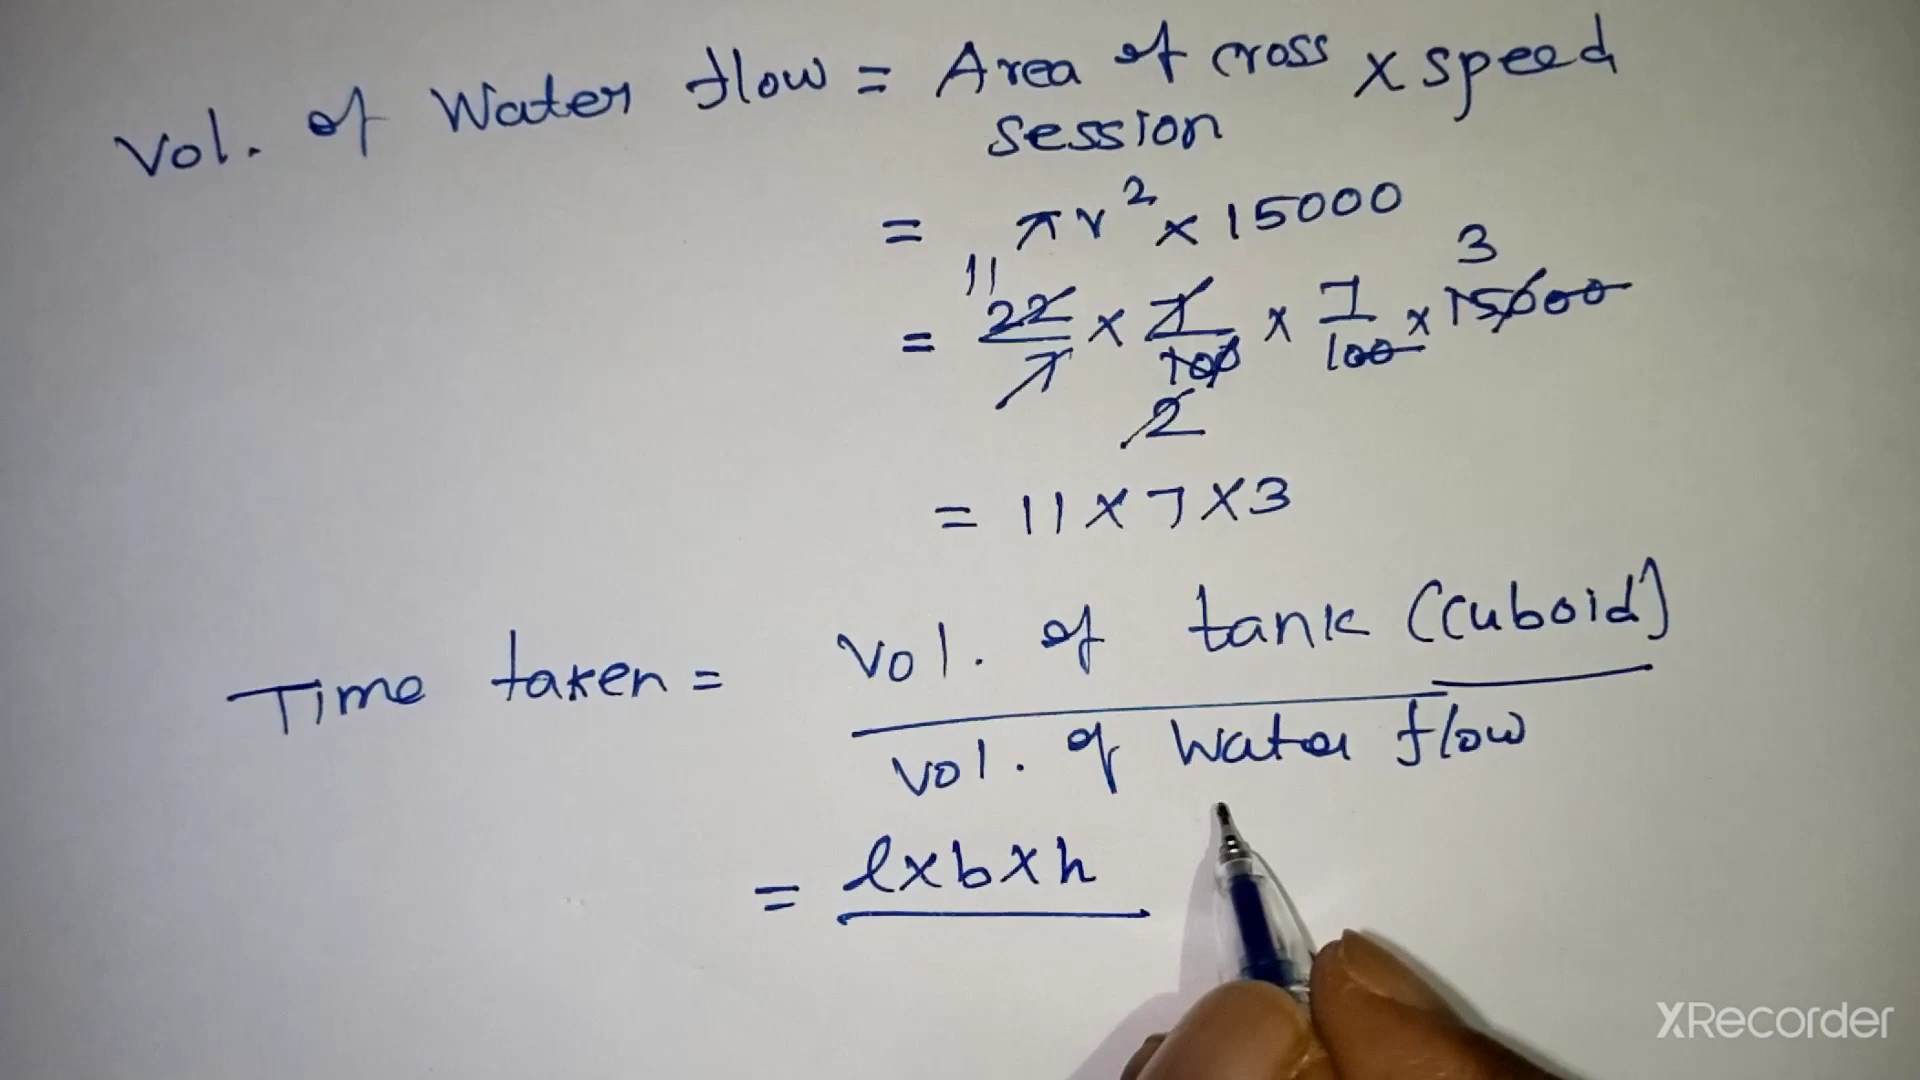 Vol. of Water flow = Area of cross x speed
session
= πr² x 15000
11 3
= 22/7 x 7/100 x 7/100 x 15000
2
= 11 x 7 x 3
Time taken = Vol. of tank (cuboid)
Vol. of Water flow
= l x b x h
XRecorder